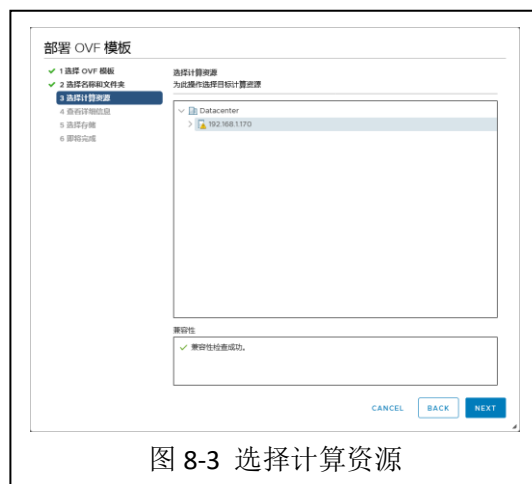 部署 OVF 模板
1 选择 OVF 模板
2 选择名称和文件夹
3 选择计算资源
4 查看详细信息
5 选择存储
6 即将完成
选择计算资源
为此操作选择目标计算资源
Datacenter
192.168.1.170
兼容性
兼容性检查成功。
CANCEL BACK NEXT
图 8-3 选择计算资源